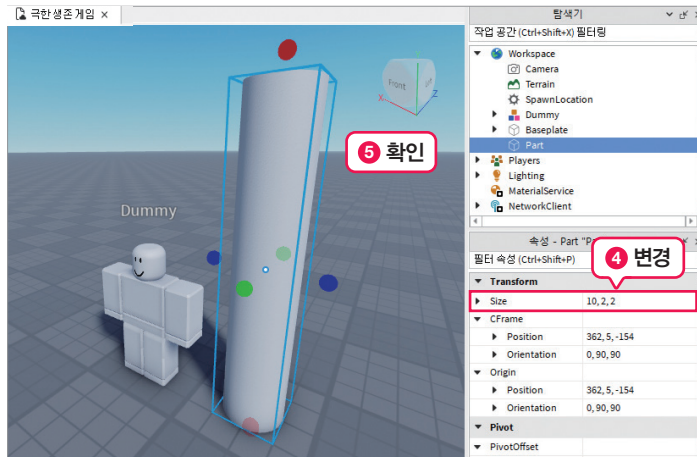 극한 생존 게임 ×
Dummy
Front
X
Z
❺ 확인
탐색기
작업 공간 (Ctrl+Shift+X) 필터링
Workspace
Camera
Terrain
SpawnLocation
Dummy
Baseplate
Part
Players
Lighting
MaterialService
NetworkClient
속성 - Part
필터 속성 (Ctrl+Shift+P)
❹ 변경
Transform
Size 10, 2, 2
CFrame
Position 362, 5, -154
Orientation 0, 90, 90
Origin
Position 362, 5, -154
Orientation 0, 90, 90
Pivot
PivotOffset